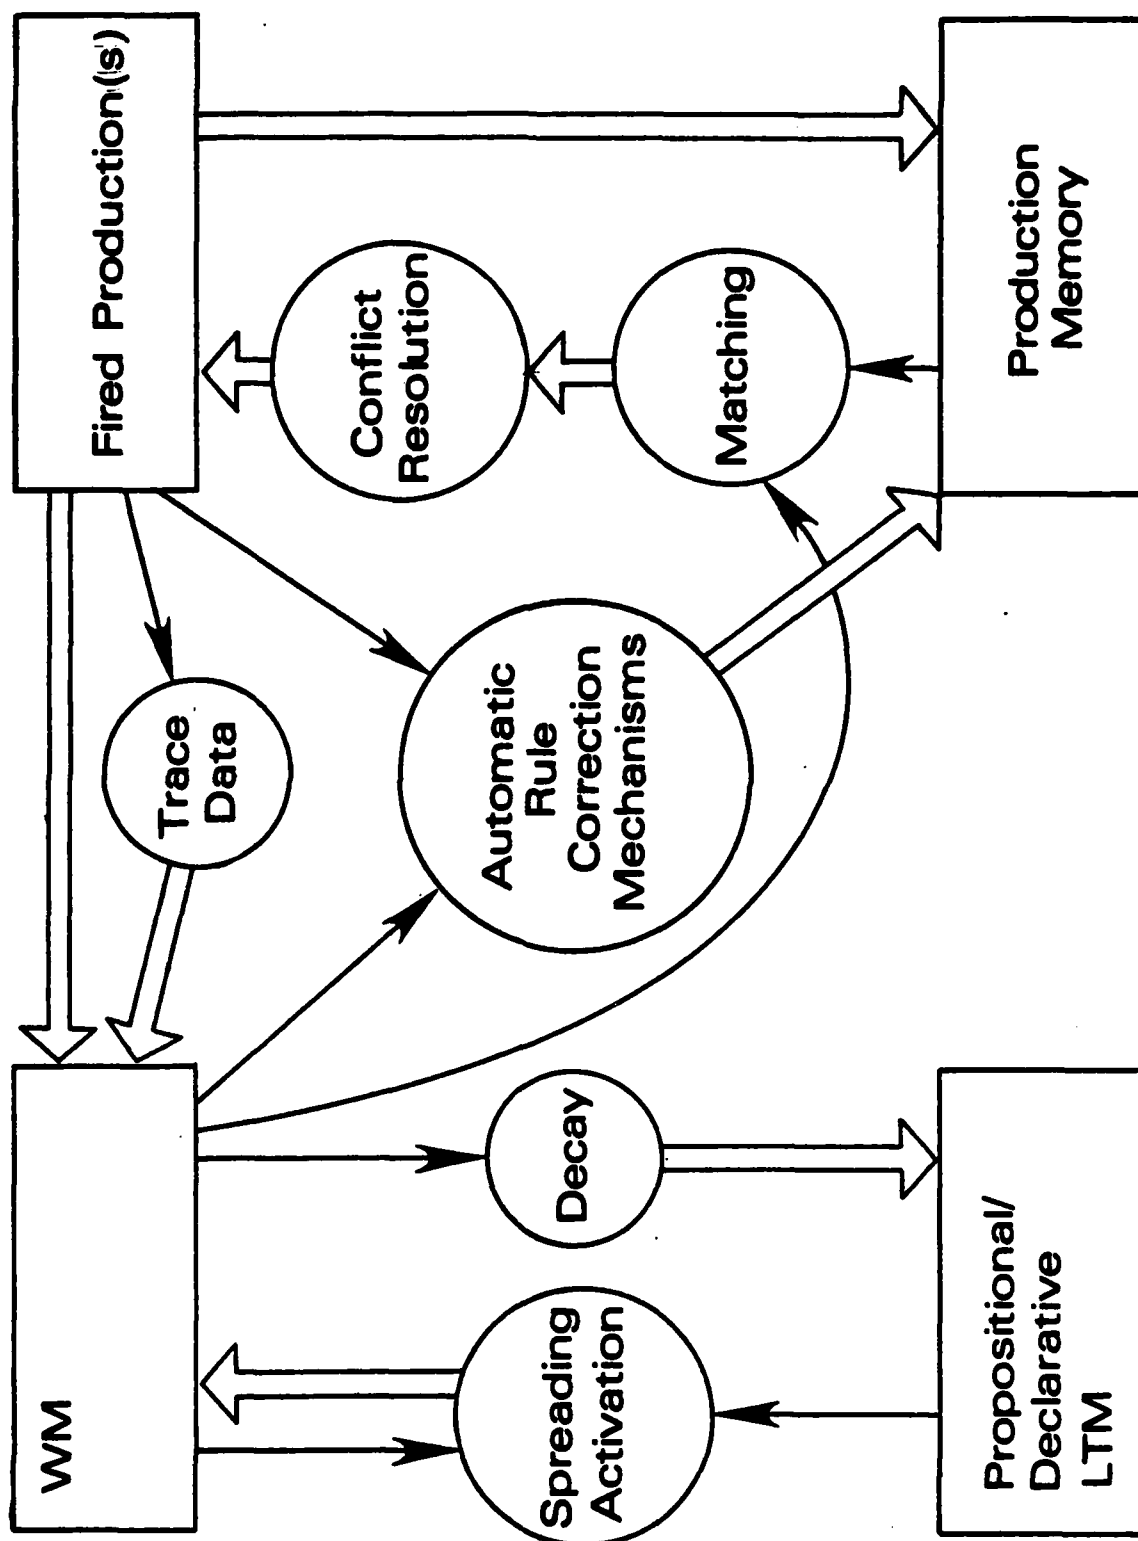 WM
Fired Production(s)
Trace
Data
Spreading
Activation
Decay
Automatic
Rule
Correction
Mechanisms
Conflict
Resolution
Matching
Propositional/
Declarative
LTM
Production
Memory